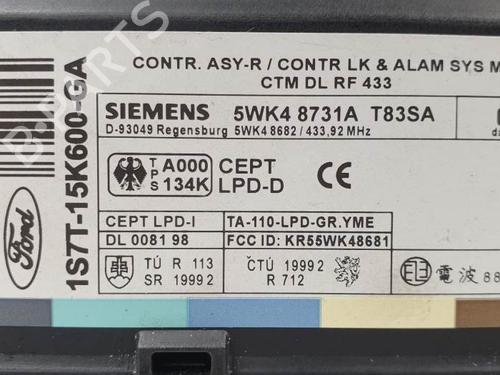 CONTR. ASY-R / CONTR LK & ALAM SYS M
CTM DL RF 433
SIEMENS 5WK4 8731A T83SA
D-93049 Regensburg 5WK4 8682 / 433,92 MHz
T P S A000 134K
CEPT
LPD-D
CEPT LPD-I TA-110-LPD-GR.YME
DL 0081 98 FCC ID: KR55WK48681
TÚ R 113
SR 1999 2
ČTÚ 1999 2
R 712
電波 88
Ford
1S7T-15K600-GA
B-PARTS